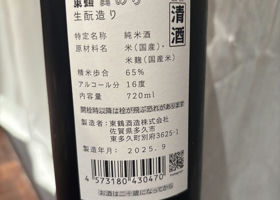 東鶴
生酛造り
清酒
特定名称 純米酒
原材料名 米(国産)・
米麹(国産米)
精米歩合 65%
アルコール分 16度
内容量 720ml
開栓時以降は栓が飛ぶ恐れがあります
製造者：東鶴酒造株式会社
佐賀県多久市
東多久町別府3625-1
製造年月：2025.9
4 573180 430470
お酒は二十歳になってから